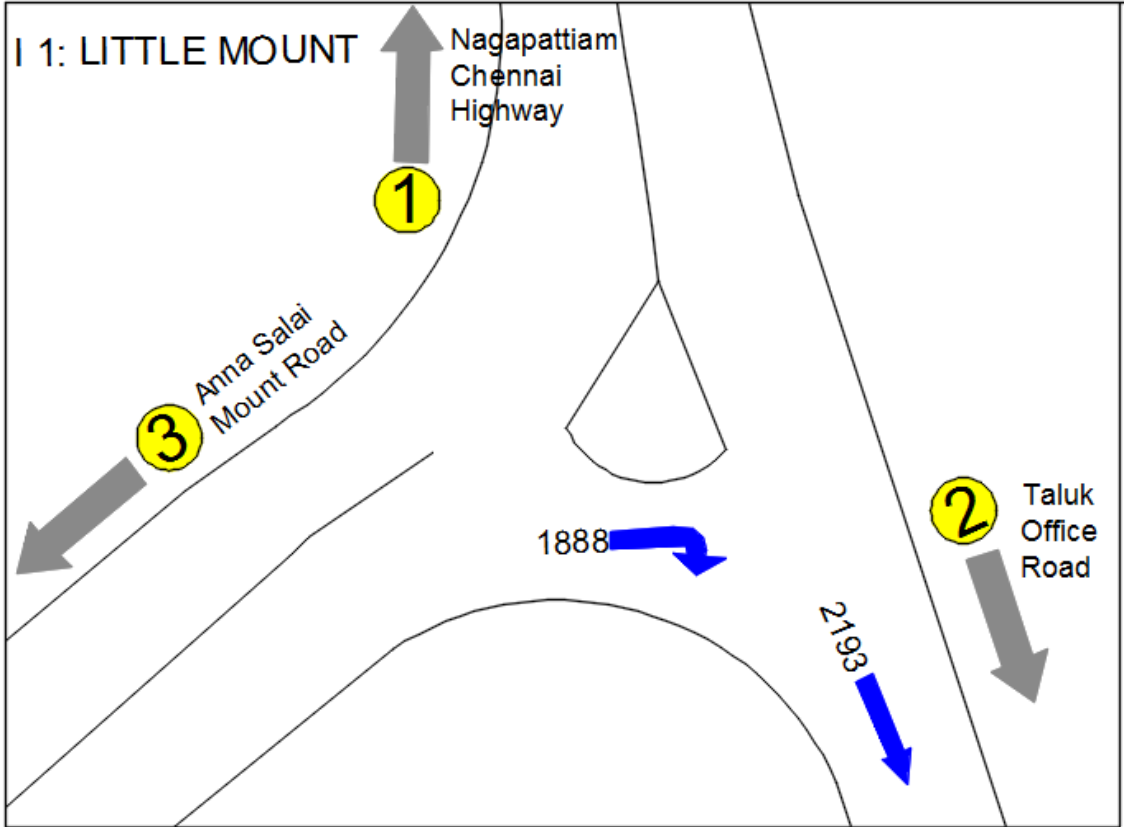 I 1: LITTLE MOUNT
Nagapattiam
Chennai
Highway
1
Anna Salai
Mount Road
3
2
Taluk
Office
Road
1888
2193